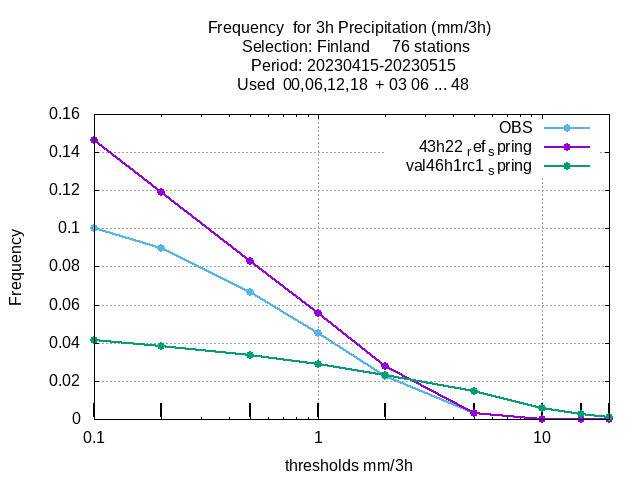 Frequency  for 3h Precipitation (mm/3h)
Selection: Finland     76 stations
Period: 20230415-20230515
Used  00,06,12,18  + 03 06 ... 48
0.16
0.14
0.12
0.1
0.08
0.06
0.04
0.02
0
Frequency
OBS
43h22 ref spring
val46h1rc1 spring
0.1 1 10
thresholds mm/3h